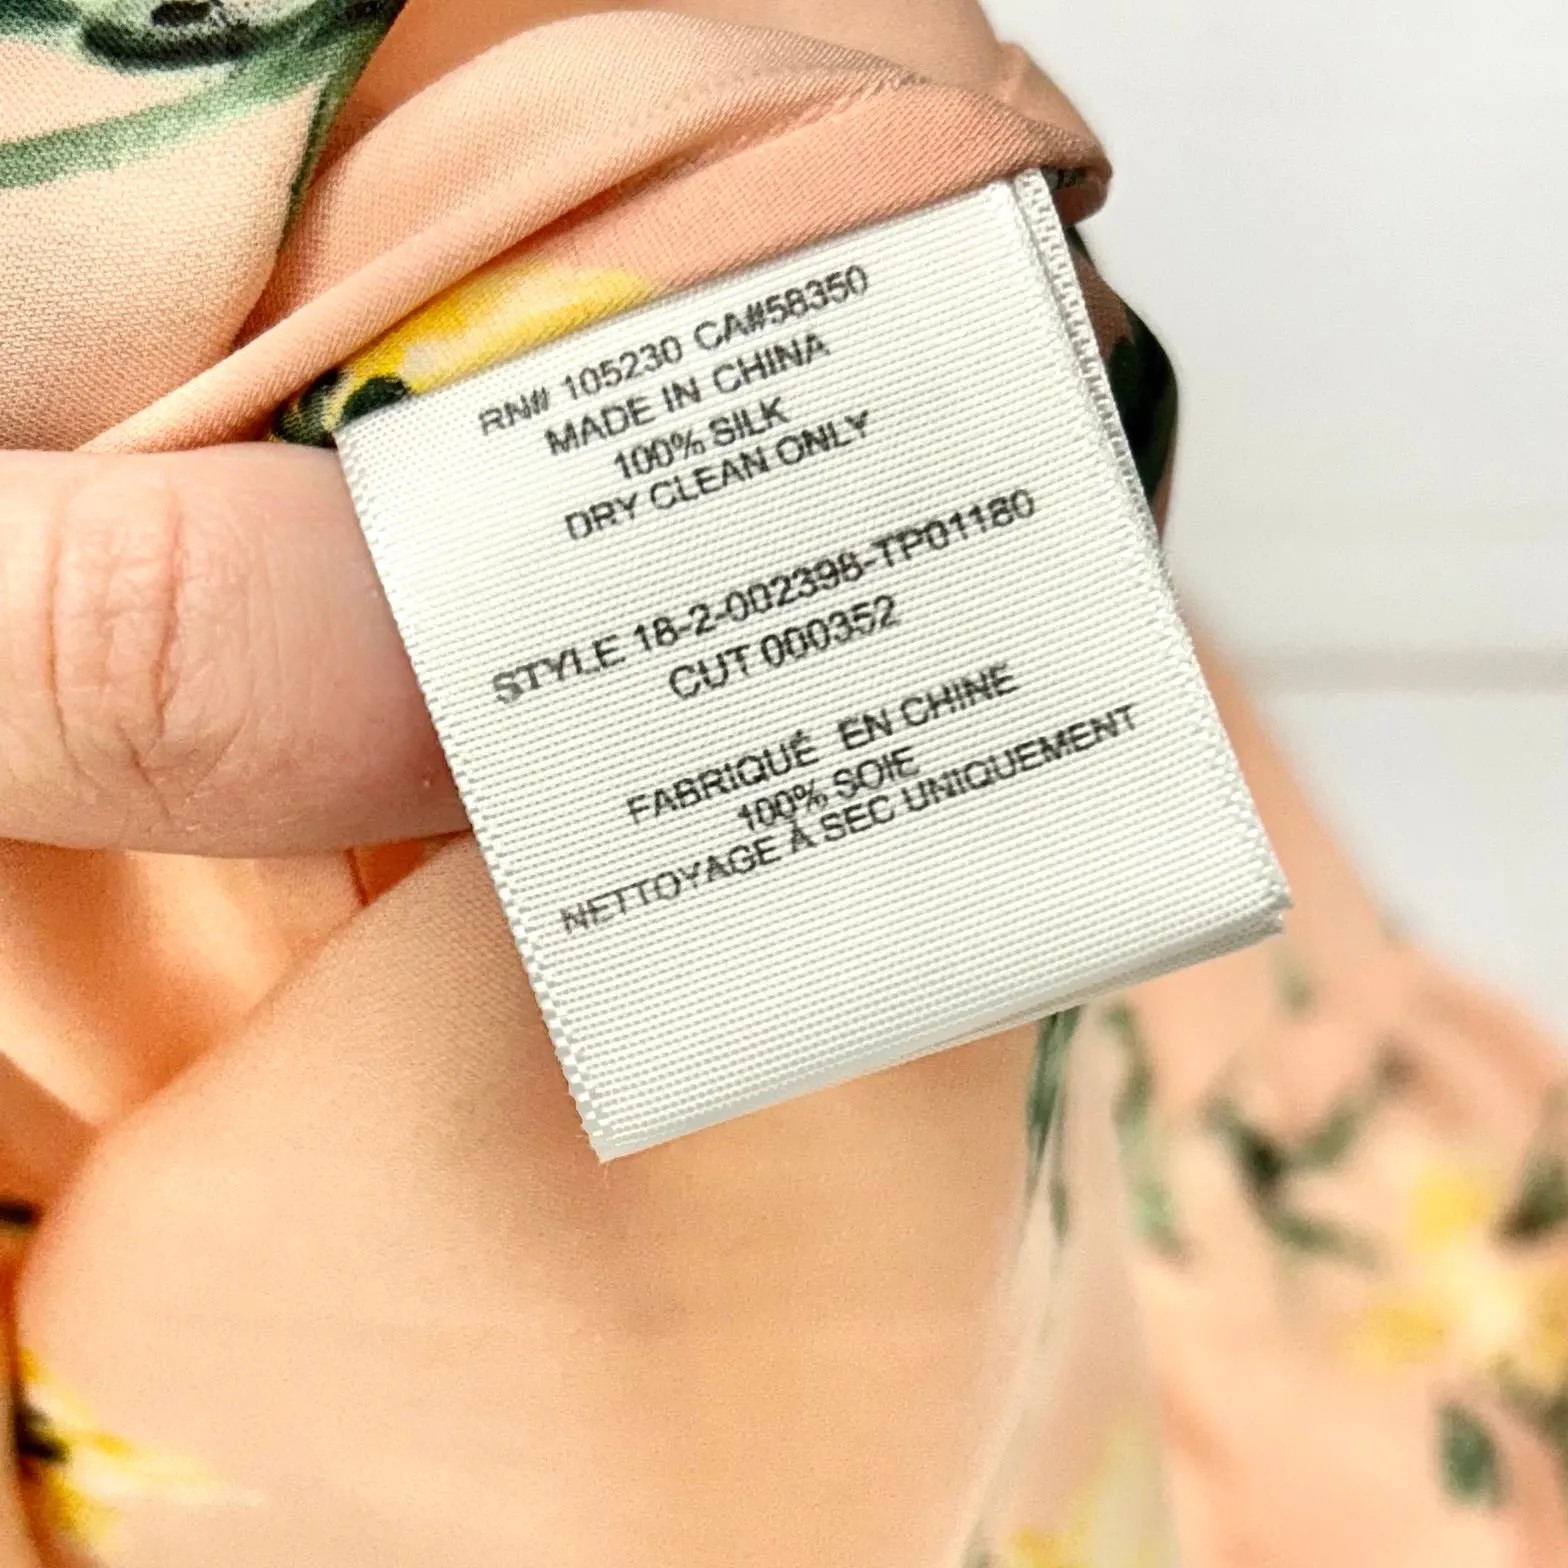 RN# 105230 CA#58350
MADE IN CHINA
100% SILK
DRY CLEAN ONLY
STYLE 18-2-002398-TP01180
CUT 000352
FABRIQUÉ EN CHINE
100% SOIE
NETTOYAGE À SEC UNIQUEMENT